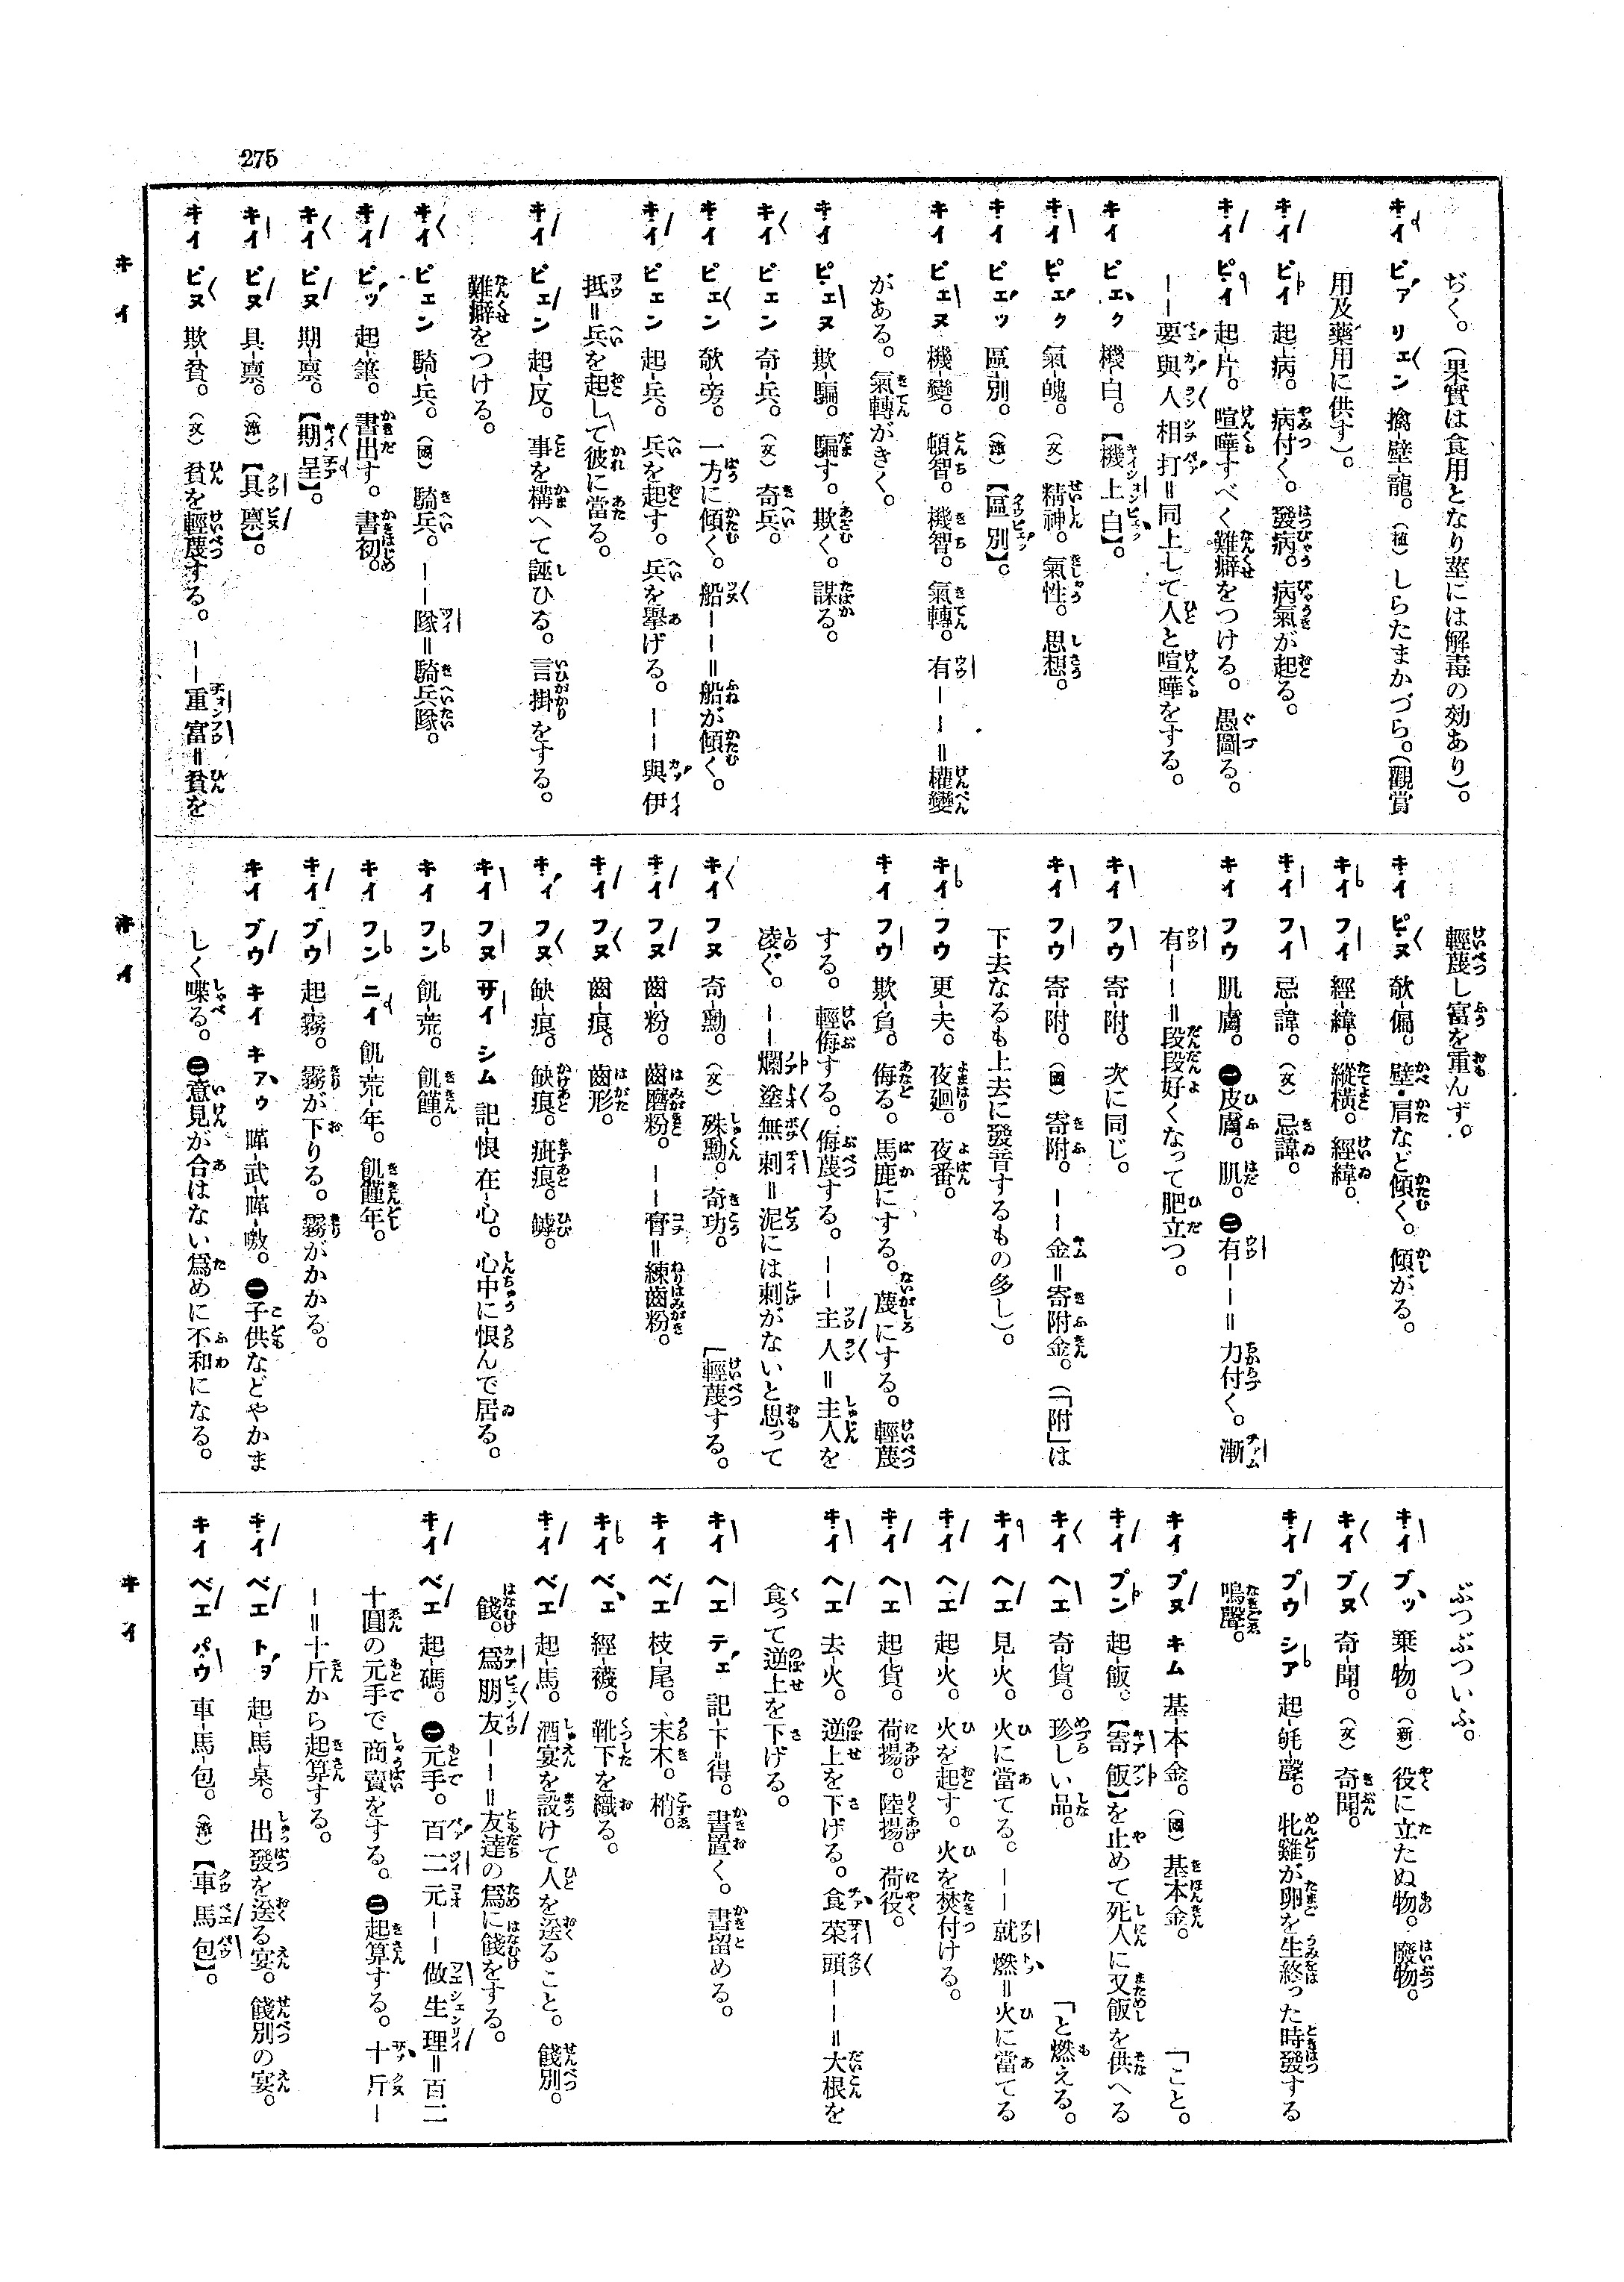 275
ぢく。（果實は食用となり莖には解毒の効あり）。
キイ ピァ リェン 擒-壁-龍。（植）しらたまかづら。（觀賞
用及藥用に供す）。
キイ ピイ 起-病。病付く。發病。病氣が起る。
キイ ピイ 起-片。喧嘩すべく難癖をつける。愚圖る。
——要與人相打=同上して人と喧嘩をする。
キイ ピェク 機-白。【機上白】。
キイ ピェク 氣-魄。（文）精神。氣性。思想。
キイ ピェッ 區-別。（漳）【區別】。
キイ ピェヌ 機-變。頓智。機智。氣轉。有——=權變
がある。氣轉がきく。
キイ ピェヌ 欺-騙。騙す。欺く。謀る。
キイ ピェン 奇-兵。（文）奇兵。
キイ ピェン 欹-旁。一方に傾く。船——=船が傾く。
キイ ピェン 起-兵。兵を起す。兵を擧げる。——與伊
抵=兵を起して彼に當る。
キイ ピェン 起-反。事を構へて誣ひる。言掛をする。
難癖をつける。
キイ ピェン 騎-兵。（國）騎兵。——隊=騎兵隊。
キイ ピッ 起-筆。書出す。書初。
キイ ピヌ 期-稟。【期呈】。
キイ ピヌ 具-稟。（漳）【具稟】。
キイ ピヌ 欺-貧。（文）貧を輕蔑する。——重富=貧を
輕蔑し富を重んず。
キイ ピヌ 欹-偏。壁・肩など傾く。傾がる。
キイ フイ 經-緯。縱橫。經緯。
キイ フイ 忌-諱。（文）忌諱。
キイ フウ 肌-膚。㊀皮膚。肌。㊁有——=力付く。漸
有——=段段好くなって肥立つ。
キイ フウ 寄-附。次に同じ。
キイ フウ 寄-附。（國）寄附。——金=寄附金。（「附」は
下去なるも上去に發音するもの多し）。
キイ フウ 更-夫。夜廻。夜番。
キイ フウ 欺-負。侮る。馬鹿にする。蔑にする。輕蔑
する。輕侮する。侮蔑する。——主人=主人を
凌ぐ。——爛塗無刺=泥には刺がないと思って
「輕蔑する。
キイ フヌ 奇-勳。（文）殊勳。奇功。
キイ フヌ 齒-粉。齒磨粉。——膏=練齒粉。
キイ フヌ 齒-痕。齒形。
キイ フヌ 缺-痕。缺痕。疵痕。罅。
キイ フヌ サイ シム 記-恨-在-心。心中に恨んで居る。
キイ フン 飢-荒。飢饉。
キイ フン ニイ 飢-荒-年。飢饉年。
キイ ブウ 起-霧。霧が下りる。霧がかかる。
キイ ブウ キイ キァウ ㊀子供などやかま
しく喋る。㊁意見が合はない爲めに不和になる。
ぶつぶついふ。
キイ ブッ 棄-物。（新）役に立たぬ物。廢物。
キイ ブヌ 奇-聞。（文）奇聞。
キイ プウ シア 牝雞が卵を生終った時發する
鳴聲。
キイ プヌ キム 基-本-金。（國）基本金。
「こと。
キイ プン 起-飯。【寄飯】を止めて死人に又飯を供へる
キイ ヘエ 奇-貨。珍しい品。
「と燃える。
キイ ヘエ 見-火。火に當てる。——就燃=火に當てる
キイ ヘエ 起-火。火を起す。火を焚付ける。
キイ ヘエ 起-貨。荷揚。陸揚。荷役。
キイ ヘエ 去-火。逆上を下げる。食菜頭——=大根を
食って逆上を下げる。
キイ ヘエ テェ 記-下-得。書置く。書留める。
キイ ベエ 枝-尾。末木。梢。
キイ ベェ 經-襪。靴下を織る。
キイ ベエ 起-馬。酒宴を設けて人を送ること。餞別。
餞。爲朋友——=友達の爲に餞をする。
キイ ベエ 起-碼。㊀元手。百二元——做生理=百二
十圓の元手で商賣をする。㊁起算する。十斤—
—=十斤から起算する。
キイ ベエ トヲ 起-馬-桌。出發を送る宴。餞別の宴。
キイ ベエ パウ 車-馬-包。（漳）【車馬包】。
キイ
キイ
キイ